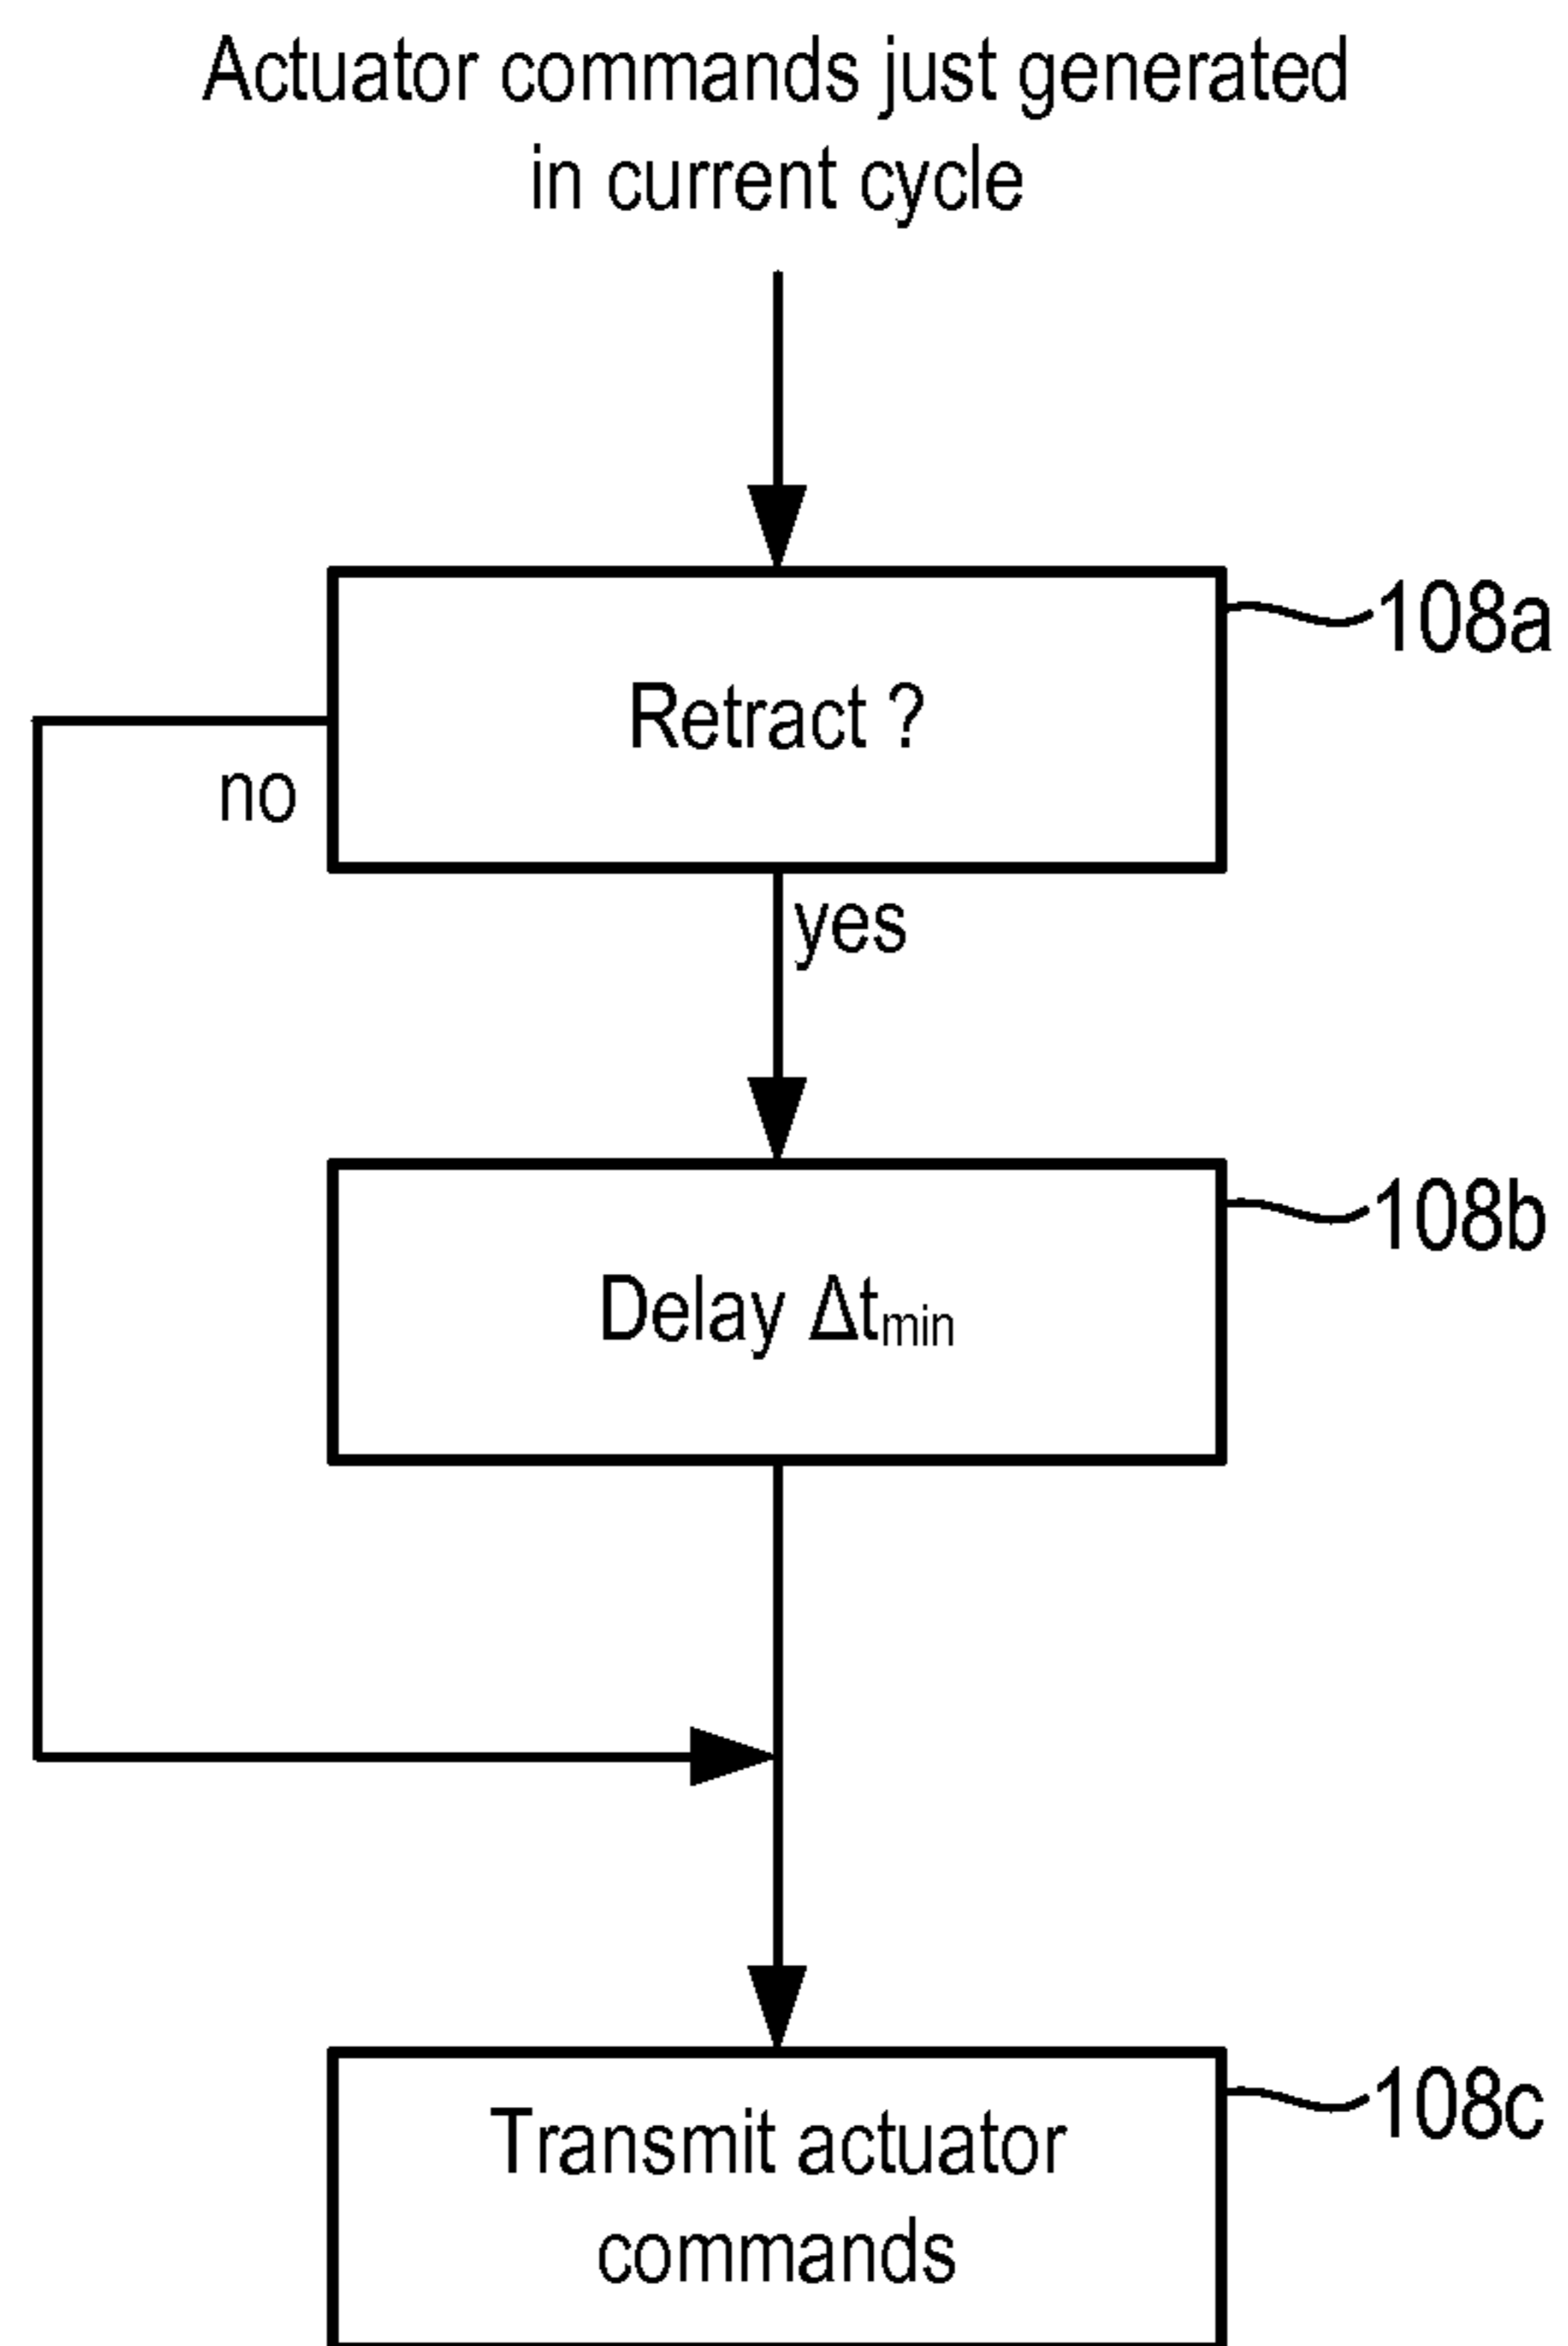 Actuator commands just generated
in current cycle
108a
Retract ?
no
yes
108b
Delay Δtmin
108c
Transmit actuator
commands